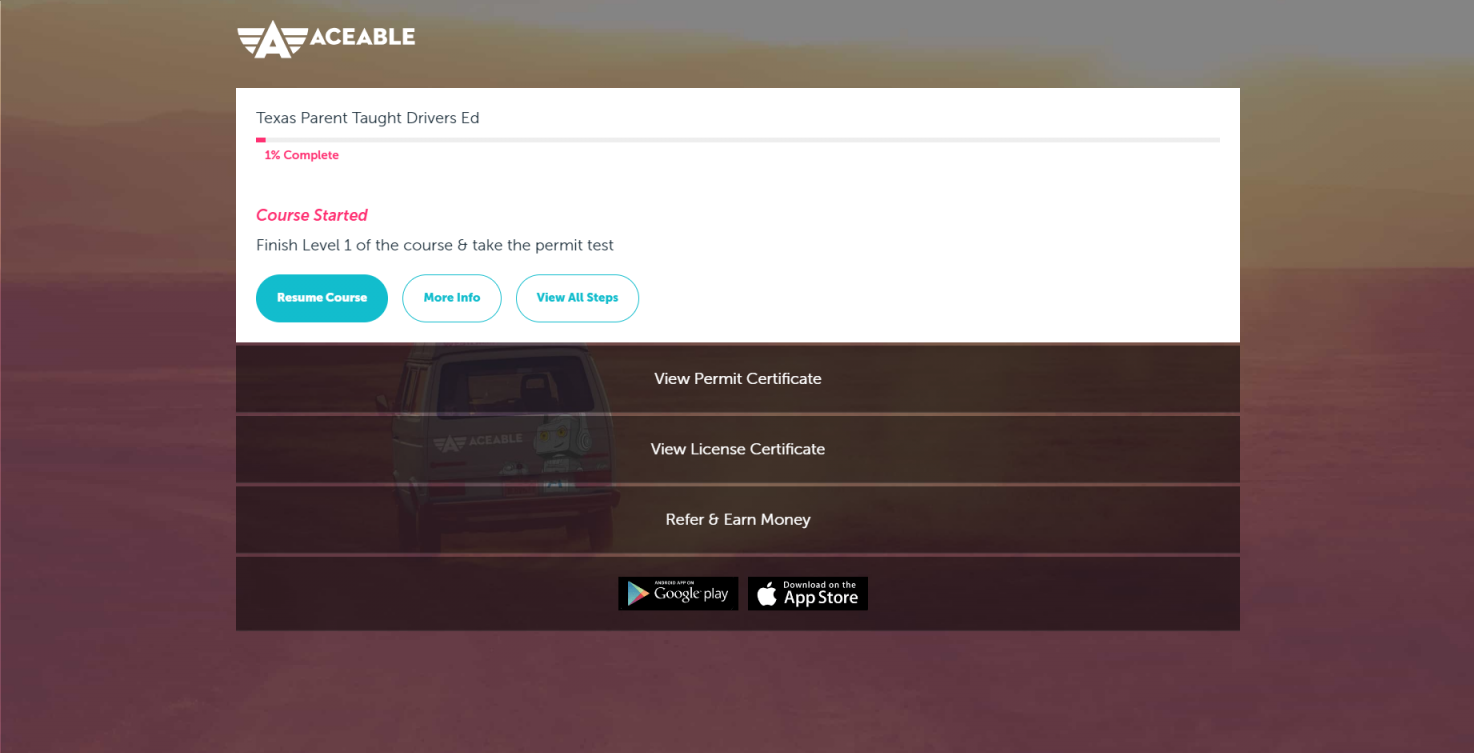 ACEABLE
Texas Parent Taught Drivers Ed
1% Complete
Course Started
Finish Level 1 of the course & take the permit test
Resume Course
More Info
View All Steps
View Permit Certificate
ACEABLE
View License Certificate
Refer & Earn Money
ANDROID APP ON
Google play
Download on the
App Store